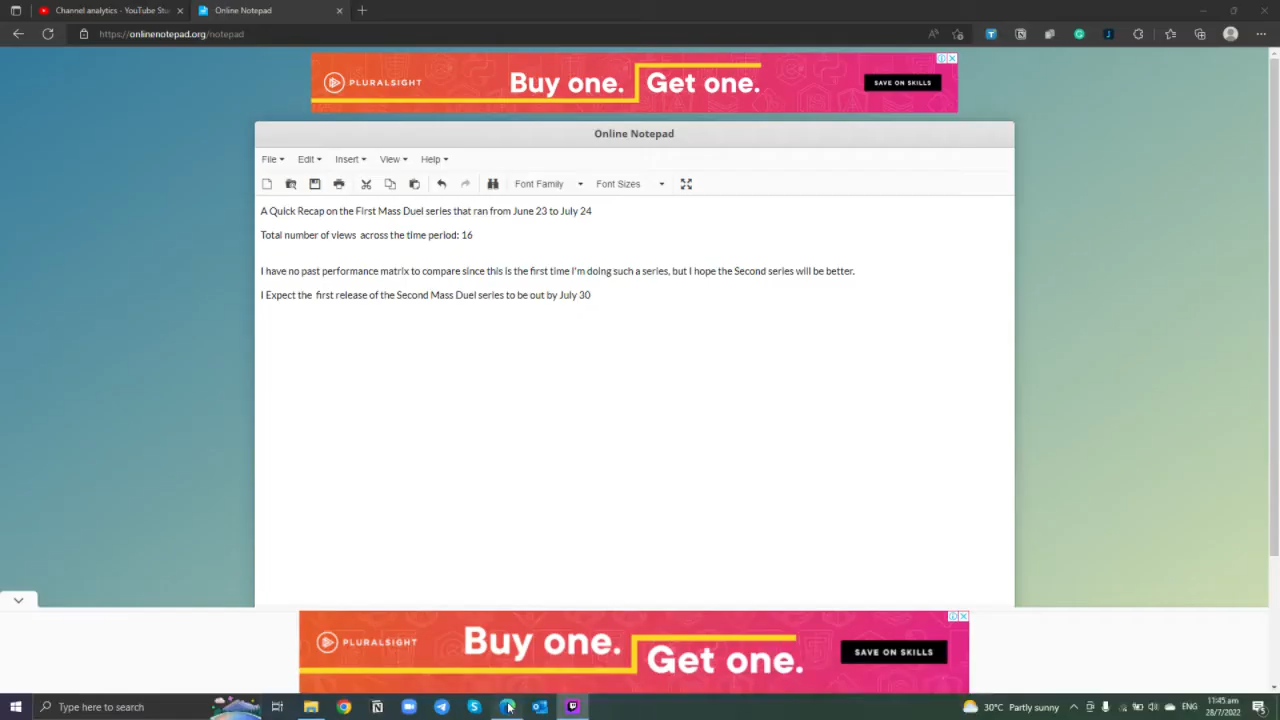 Channel analytics - YouTube Stu
Online Notepad
https://onlinenotepad.org/notepad
PLURALSIGHT
Buy one. Get one.
SAVE ON SKILLS
Online Notepad
File Edit Insert View Help
Font Family Font Sizes
A Quick Recap on the First Mass Duel series that ran from June 23 to July 24
Total number of views across the time period: 16
I have no past performance matrix to compare since this is the first time I'm doing such a series, but I hope the Second series will be better.
I Expect the first release of the Second Mass Duel series to be out by July 30
PLURALSIGHT
Buy one. Get one.
SAVE ON SKILLS
Type here to search
30°C Partly sunny
ENG
11:45 am
28/7/2022